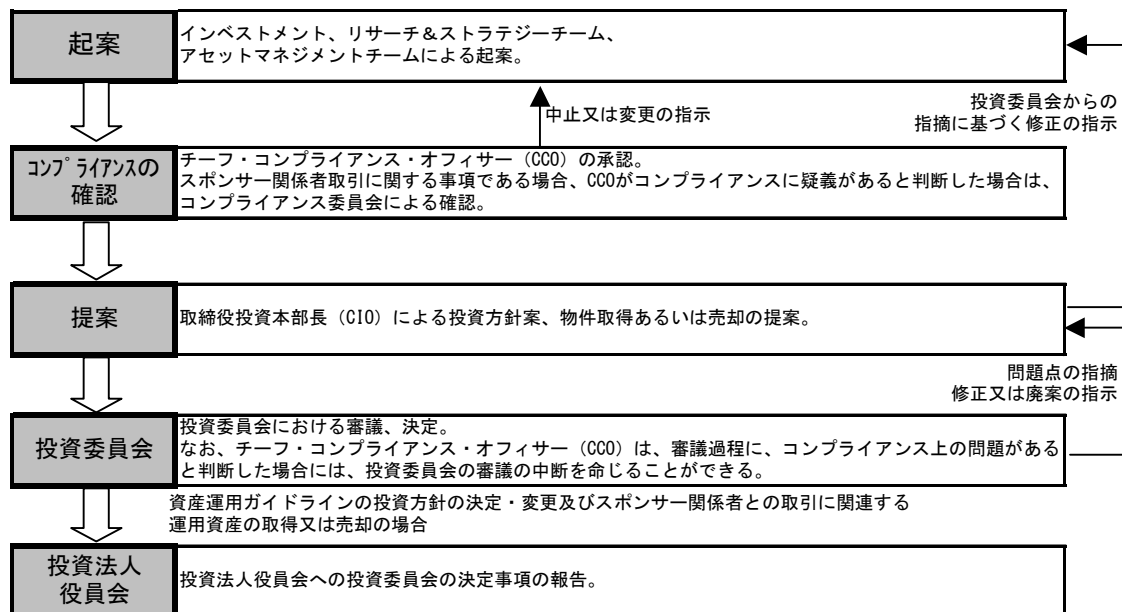 起案
インベストメント、リサーチ＆ストラテジーチーム、
アセットマネジメントチームによる起案。
中止又は変更の指示
投資委員会からの
指摘に基づく修正の指示
ｺﾝﾌﾟﾗｲｱﾝｽの
確認
チーフ・コンプライアンス・オフィサー（CCO）の承認。
スポンサー関係者取引に関する事項である場合、CCOがコンプライアンスに疑義があると判断した場合は、
コンプライアンス委員会による確認。
提案
取締役投資本部長（CIO）による投資方針案、物件取得あるいは売却の提案。
問題点の指摘
修正又は廃案の指示
投資委員会
投資委員会における審議、決定。
なお、チーフ・コンプライアンス・オフィサー（CCO）は、審議過程に、コンプライアンス上の問題がある
と判断した場合には、投資委員会の審議の中断を命じることができる。
資産運用ガイドラインの投資方針の決定・変更及びスポンサー関係者との取引に関連する
運用資産の取得又は売却の場合
投資法人
役員会
投資法人役員会への投資委員会の決定事項の報告。